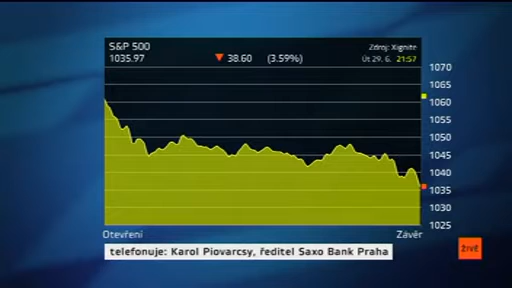 S&P 500
Zdroj: Xignite
1035.97 ▼ 38.60 (3.59%)
Út 29. 6. 21:57
1070
1065
1060
1055
1050
1045
1040
1035
1030
1025
Otevření Závěr
telefonuje: Karol Piovarcsy, ředitel Saxo Bank Praha
ŽIVĚ